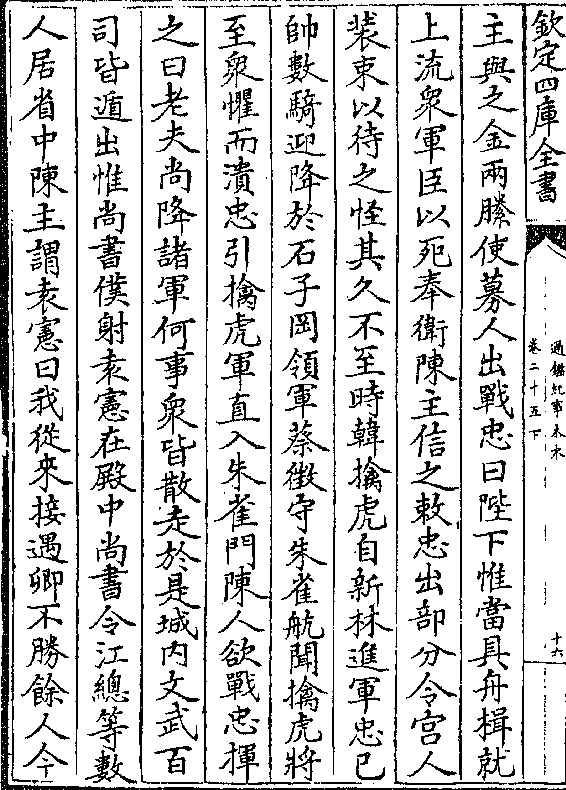 欽定四庫全書
通鑑紀事本末
卷二十五下
十六
主與之金兩縢使募人出戰忠曰陛下惟當具舟楫就
上流衆軍臣以死奉衛陳主信之敕忠出部分令宫人
裝束以待之怪其久不至時韓擒虎自新林進軍忠已
帥數騎迎降於石子岡領軍蔡徵守朱雀航聞擒虎將
至衆懼而潰忠引擒虎軍直入朱雀門陳人欲戰忠揮
之曰老夫尚降諸軍何事衆皆散走於是城内文武百
司皆遁出惟尚書僕射袁憲在殿中尚書令江總等數
人居省中陳主謂袁憲曰我從來接遇卿不勝餘人今